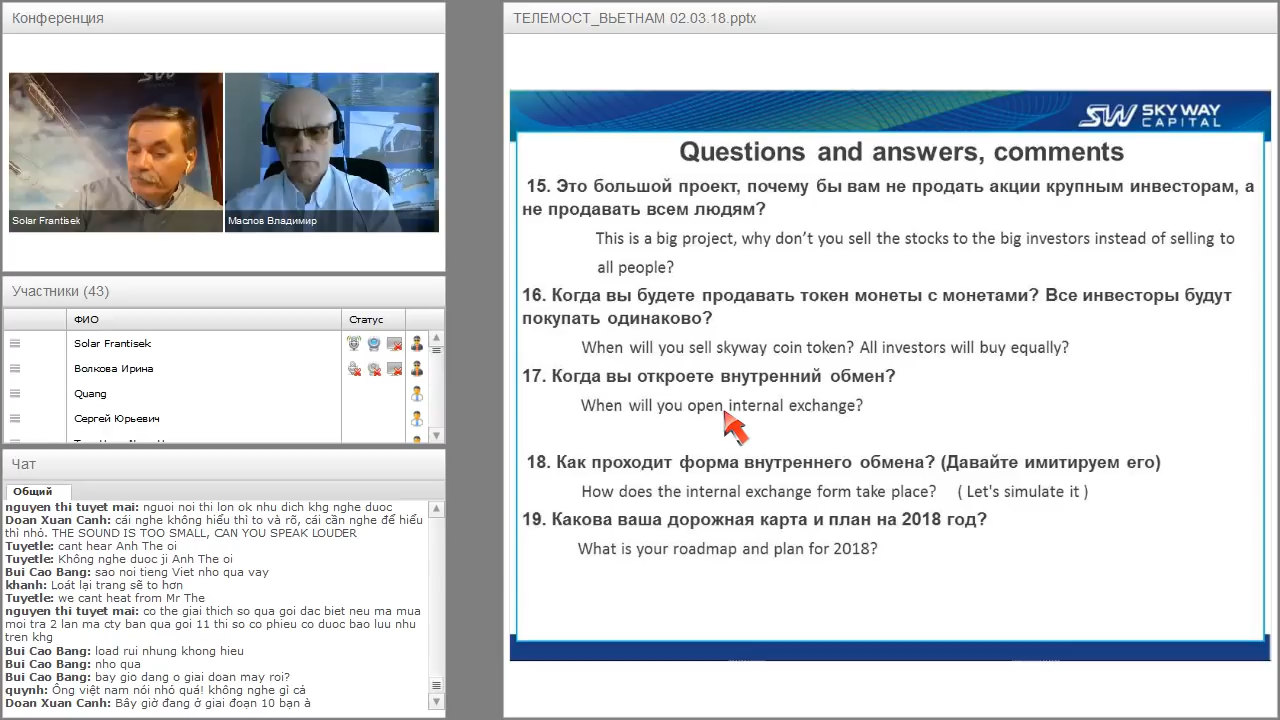 Конференция
Solar Frantisek
Маслов Владимир
Участники (43)
ФИО
Статус
Solar Frantisek
Волкова Ирина
Quang
Сергей Юрьевич
Чат
Общий
nguyen thi tuyet mai: nguoi noi thi lon ok nhu dich khg nghe duoc
Doan Xuan Canh: cái nghe không hiểu thì to và rõ, cái cần nghe để hiểu
thì nhỏ. THE SOUND IS TOO SMALL, CAN YOU SPEAK LOUDER
Tuyetle: cant hear Anh The oi
Tuyetle: Không nghe duoc ji Anh The oi
Bui Cao Bang: sao noi tieng Viet nho qua vay
khanh: Loát lại trang sẽ to hơn
Tuyetle: we cant heat from Mr The
nguyen thi tuyet mai: co the giai thich so qua goi dac biet neu ma mua
moi tra 2 lan ma cty ban qua goi 11 thi so co phieu co duoc bao luu nhu
tren khg
Bui Cao Bang: load rui nhung khong hieu
Bui Cao Bang: nho qua
Bui Cao Bang: bay gio dang o giai doan may roi?
quynh: Ông việt nam nói nhỏ quá! không nghe gì cả
Doan Xuan Canh: Bây giờ đang ở giai đoạn 10 bạn à
ТЕЛЕМОСТ_ВЬЕТНАМ 02.03.18.pptx
SW SKY WAY
CAPITAL
Questions and answers, comments
15. Это большой проект, почему бы вам не продать акции крупным инвесторам, а
не продавать всем людям?
This is a big project, why don't you sell the stocks to the big investors instead of selling to
all people?
16. Когда вы будете продавать токен монеты с монетами? Все инвесторы будут
покупать одинаково?
When will you sell skyway coin token? All investors will buy equally?
17. Когда вы откроете внутренний обмен?
When will you open internal exchange?
18. Как проходит форма внутреннего обмена? (Давайте имитируем его)
How does the internal exchange form take place? ( Let's simulate it )
19. Какова ваша дорожная карта и план на 2018 год?
What is your roadmap and plan for 2018?